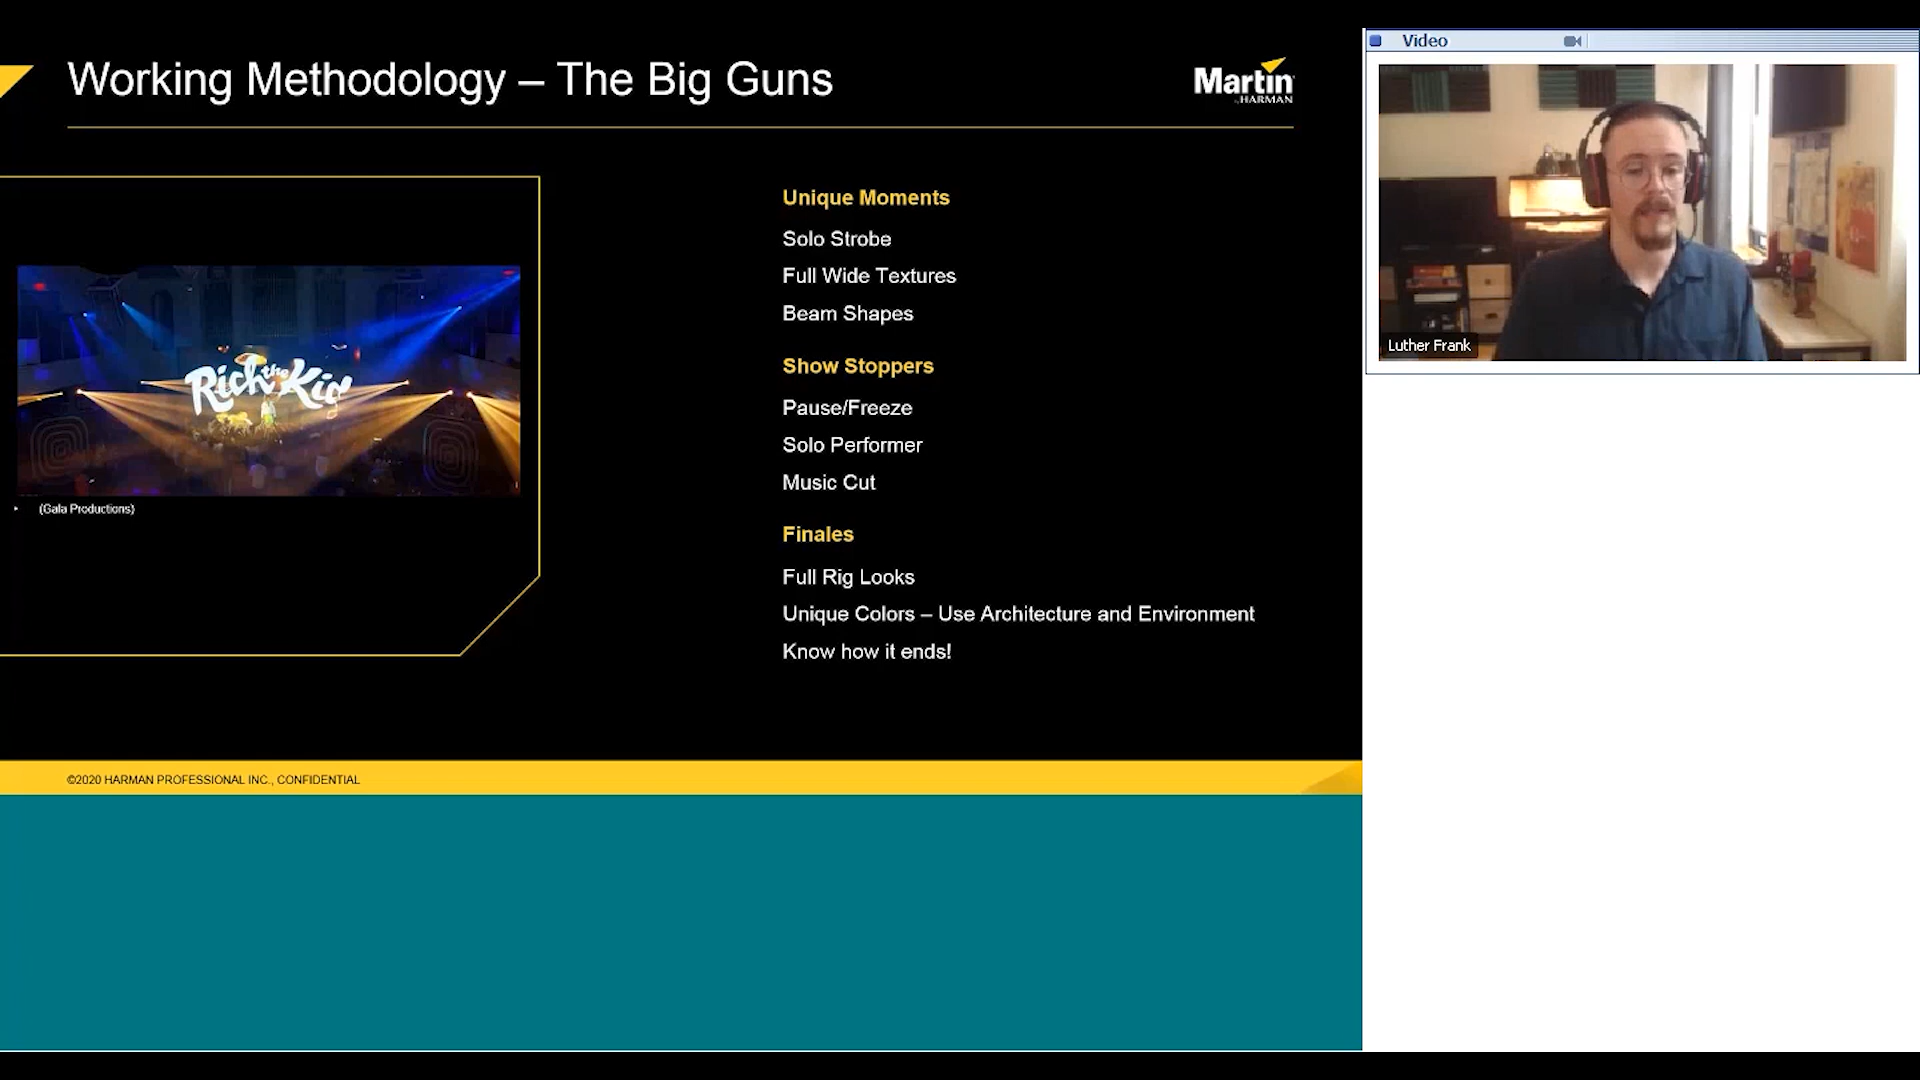 Working Methodology – The Big Guns
Martin
by HARMAN
Rich the Kid
(Gala Productions)
Unique Moments
Solo Strobe
Full Wide Textures
Beam Shapes
Show Stoppers
Pause/Freeze
Solo Performer
Music Cut
Finales
Full Rig Looks
Unique Colors – Use Architecture and Environment
Know how it ends!
©2020 HARMAN PROFESSIONAL INC., CONFIDENTIAL
Video
Luther Frank